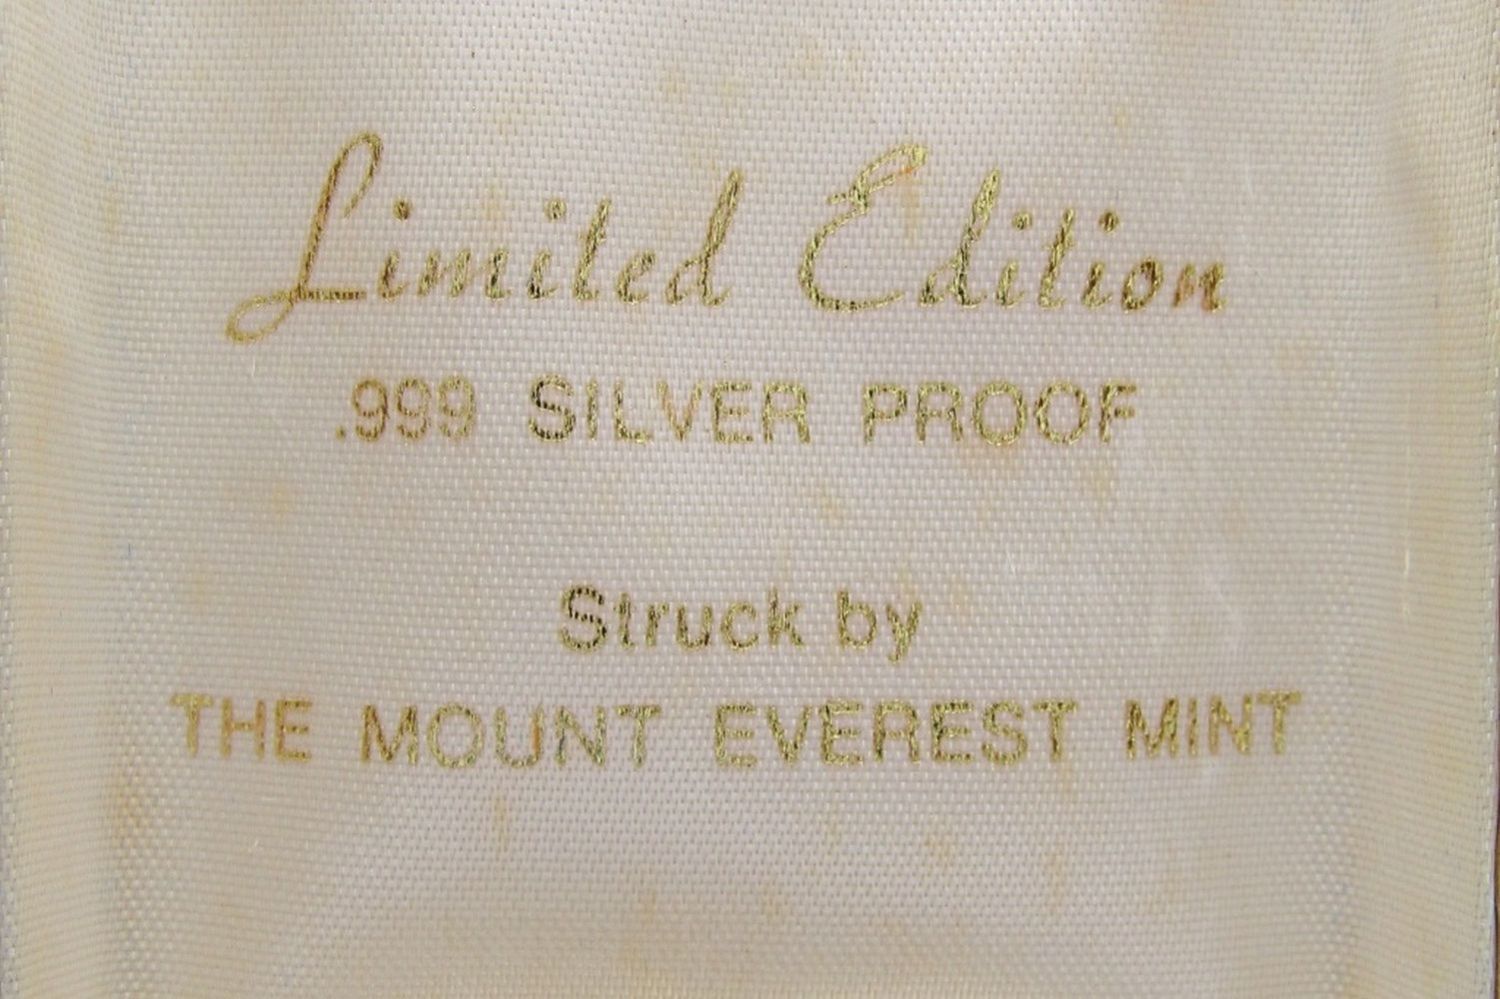 Limited Edition
.999 SILVER PROOF
Struck by
THE MOUNT EVEREST MINT